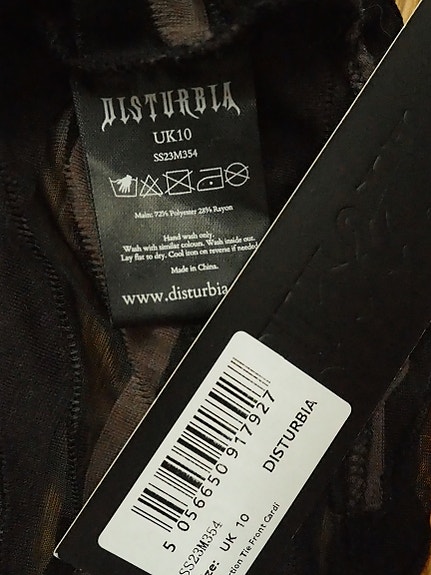 DISTURBIA
UK10
SS23M354
Main: 72% Polyester 28% Rayon
Hand wash only.
Wash with similar colours. Wash inside out.
Lay flat to dry. Cool iron on reverse if needed
Made in China.
www.disturbia
5 056650 917927
DISTURBIA
SS23M354
ze: UK 10
ction Tie Front Cardi